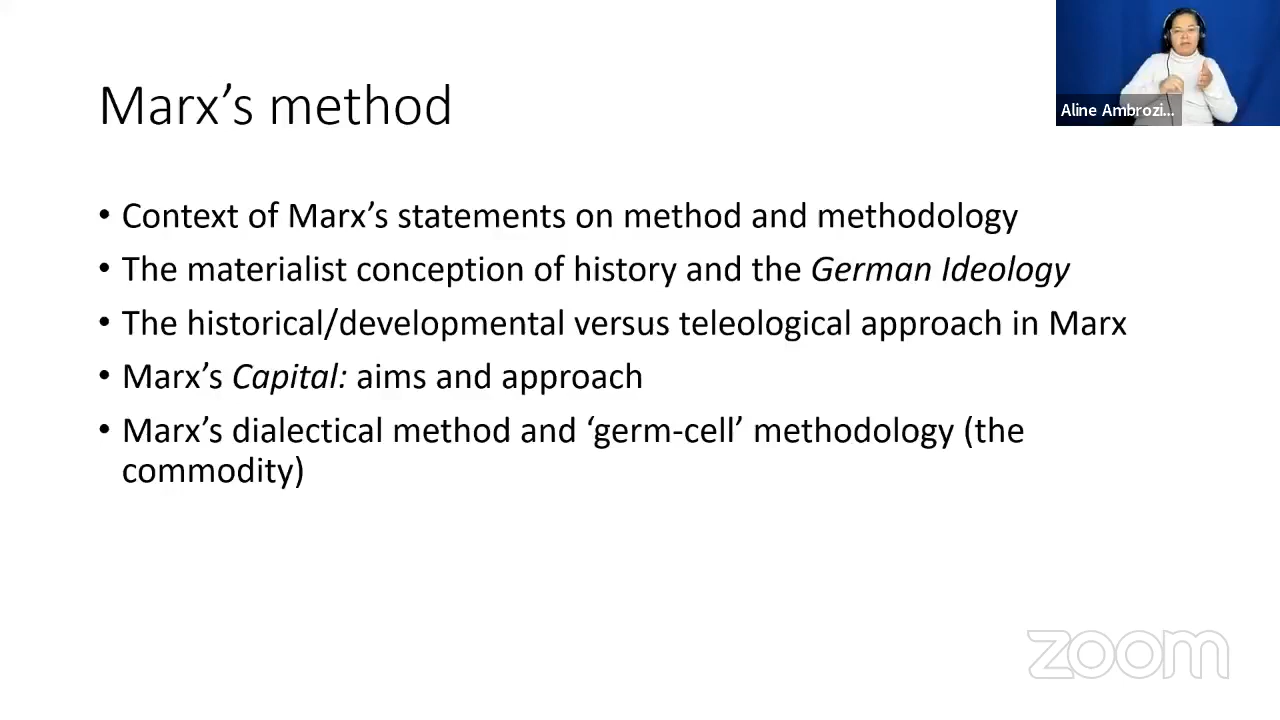 Marx’s method
Aline Ambrozi...
• Context of Marx’s statements on method and methodology
• The materialist conception of history and the German Ideology
• The historical/developmental versus teleological approach in Marx
• Marx’s Capital: aims and approach
• Marx’s dialectical method and ‘germ-cell’ methodology (the
commodity)
zoom